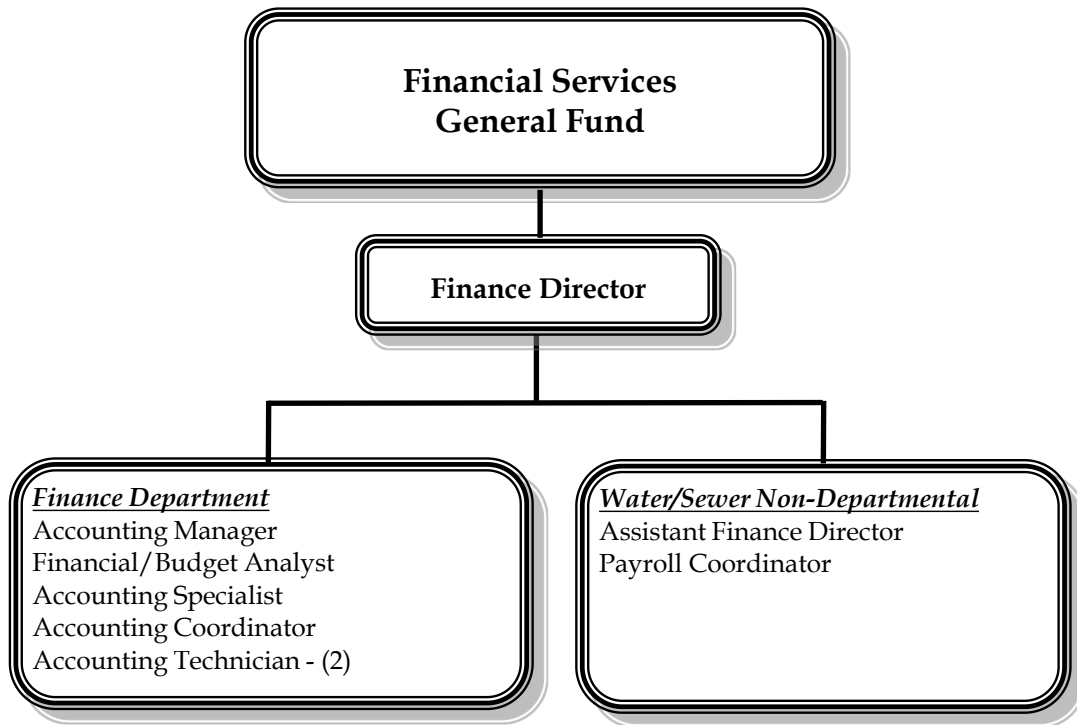 Financial Services
General Fund
Finance Director
Finance Department
Accounting Manager
Financial/Budget Analyst
Accounting Specialist
Accounting Coordinator
Accounting Technician - (2)
Water/Sewer Non-Departmental
Assistant Finance Director
Payroll Coordinator